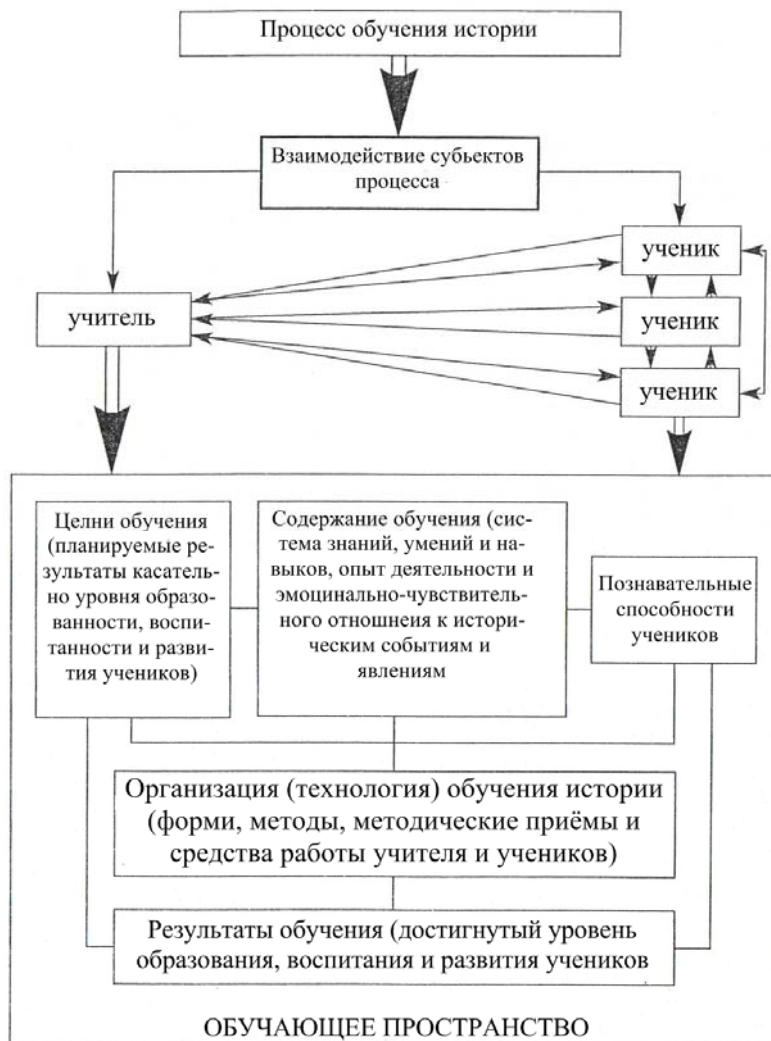 Процесс обучения истории
Взаимодействие субьектов
процесса
ученик
учитель
ученик
ученик
Целни обучения
(планируемые ре-
зультаты касатель-
но уровня образо-
ванности, воспи-
танности и разви-
тия учеников)
Содержание обучения (сис-
тема знаний, умений и на-
выков, опыт деятельности и
эмоцинально-чувствитель-
ного отношнеия к истори-
ческим событиям и
явлениям
Познавательные
способности
учеников
Организация (технология) обучения истории
(форми, методы, методические приёмы и
средства работы учителя и учеников)
Результаты обучения (достигнутый уровень
образования, воспитания и развития учеников
ОБУЧАЮЩЕЕ ПРОСТРАНСТВО